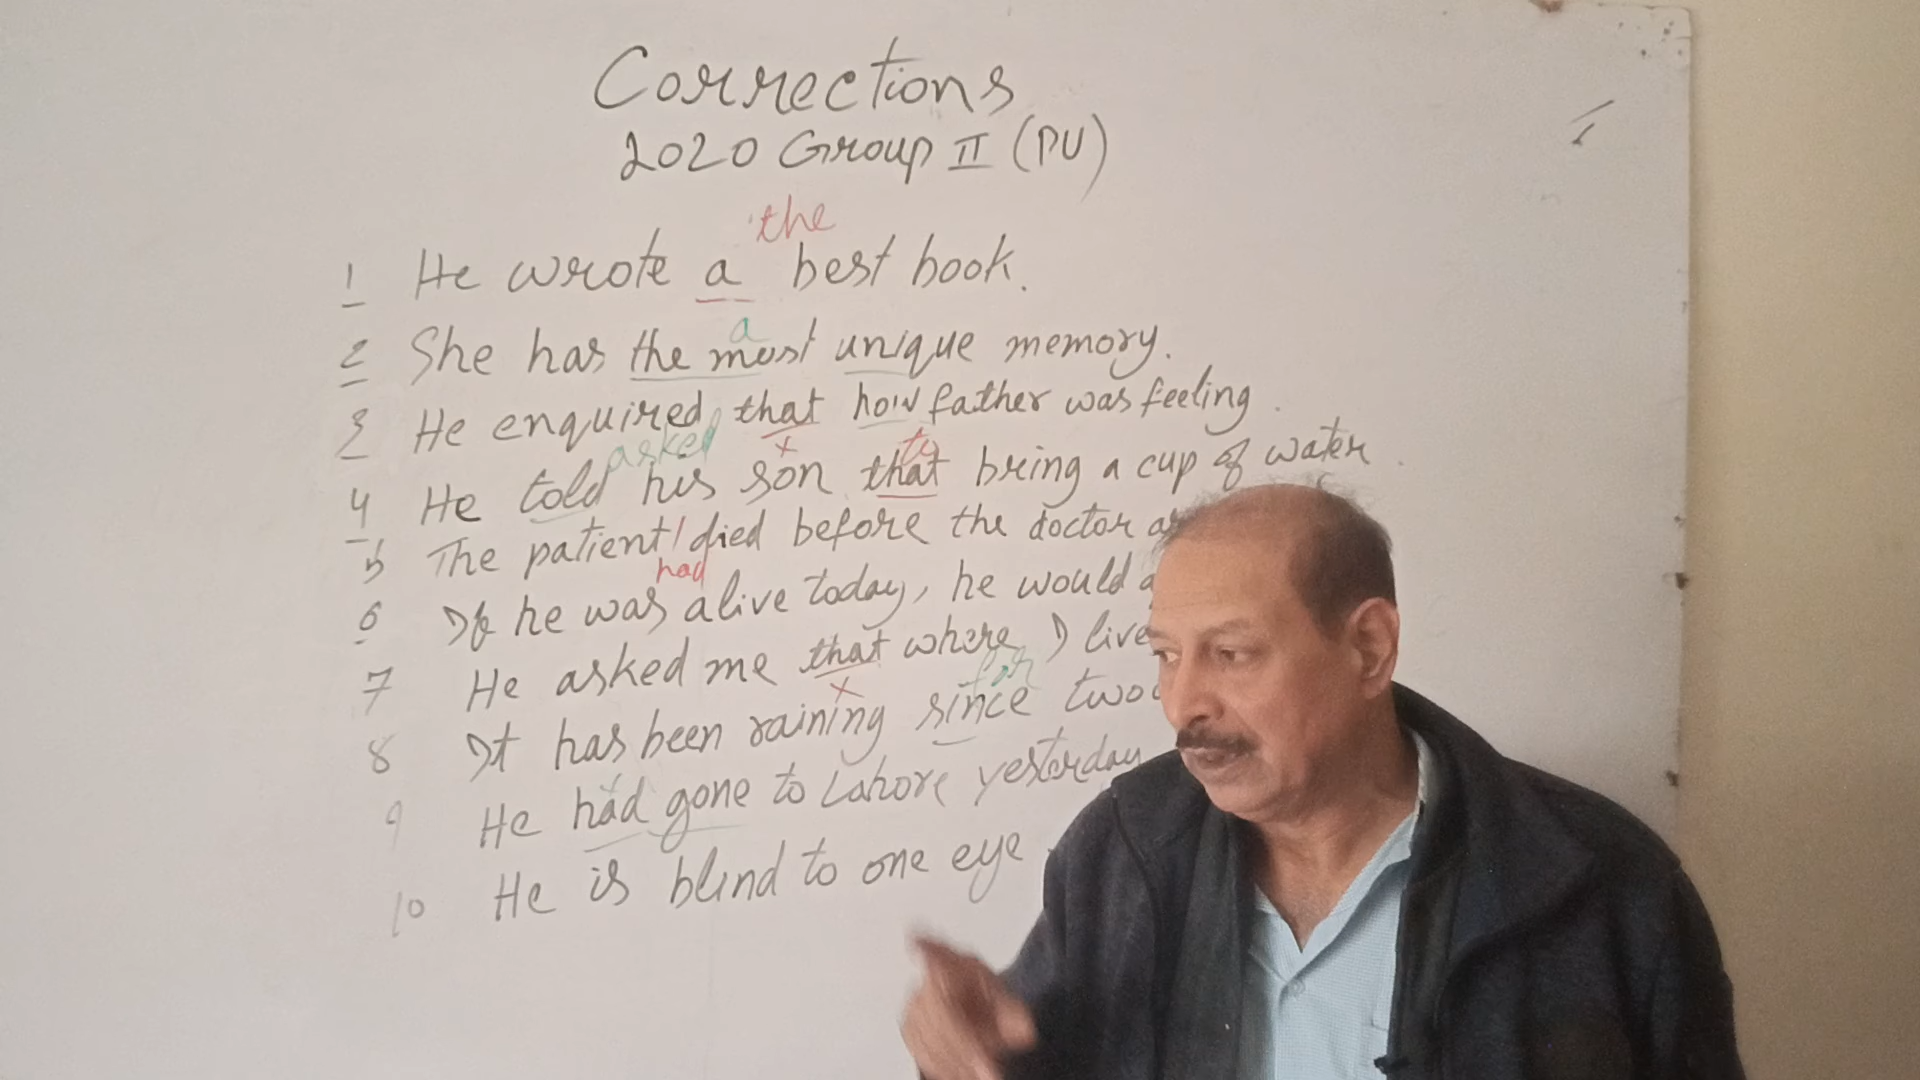 Corrections
2020 Group II (PU)
the
1 He wrote a best book.
a
2 She has the most unique memory.
3 He enquired that how father was feeling.
asked x to
4 He told his son that bring a cup of water.
5 The patient / died before the doctor
had
6 If he was alive today, he would
7 He asked me that where I live
x for
8 It has been raining since two
9 He had gone to Lahore yesterday
10 He is blind to one eye.